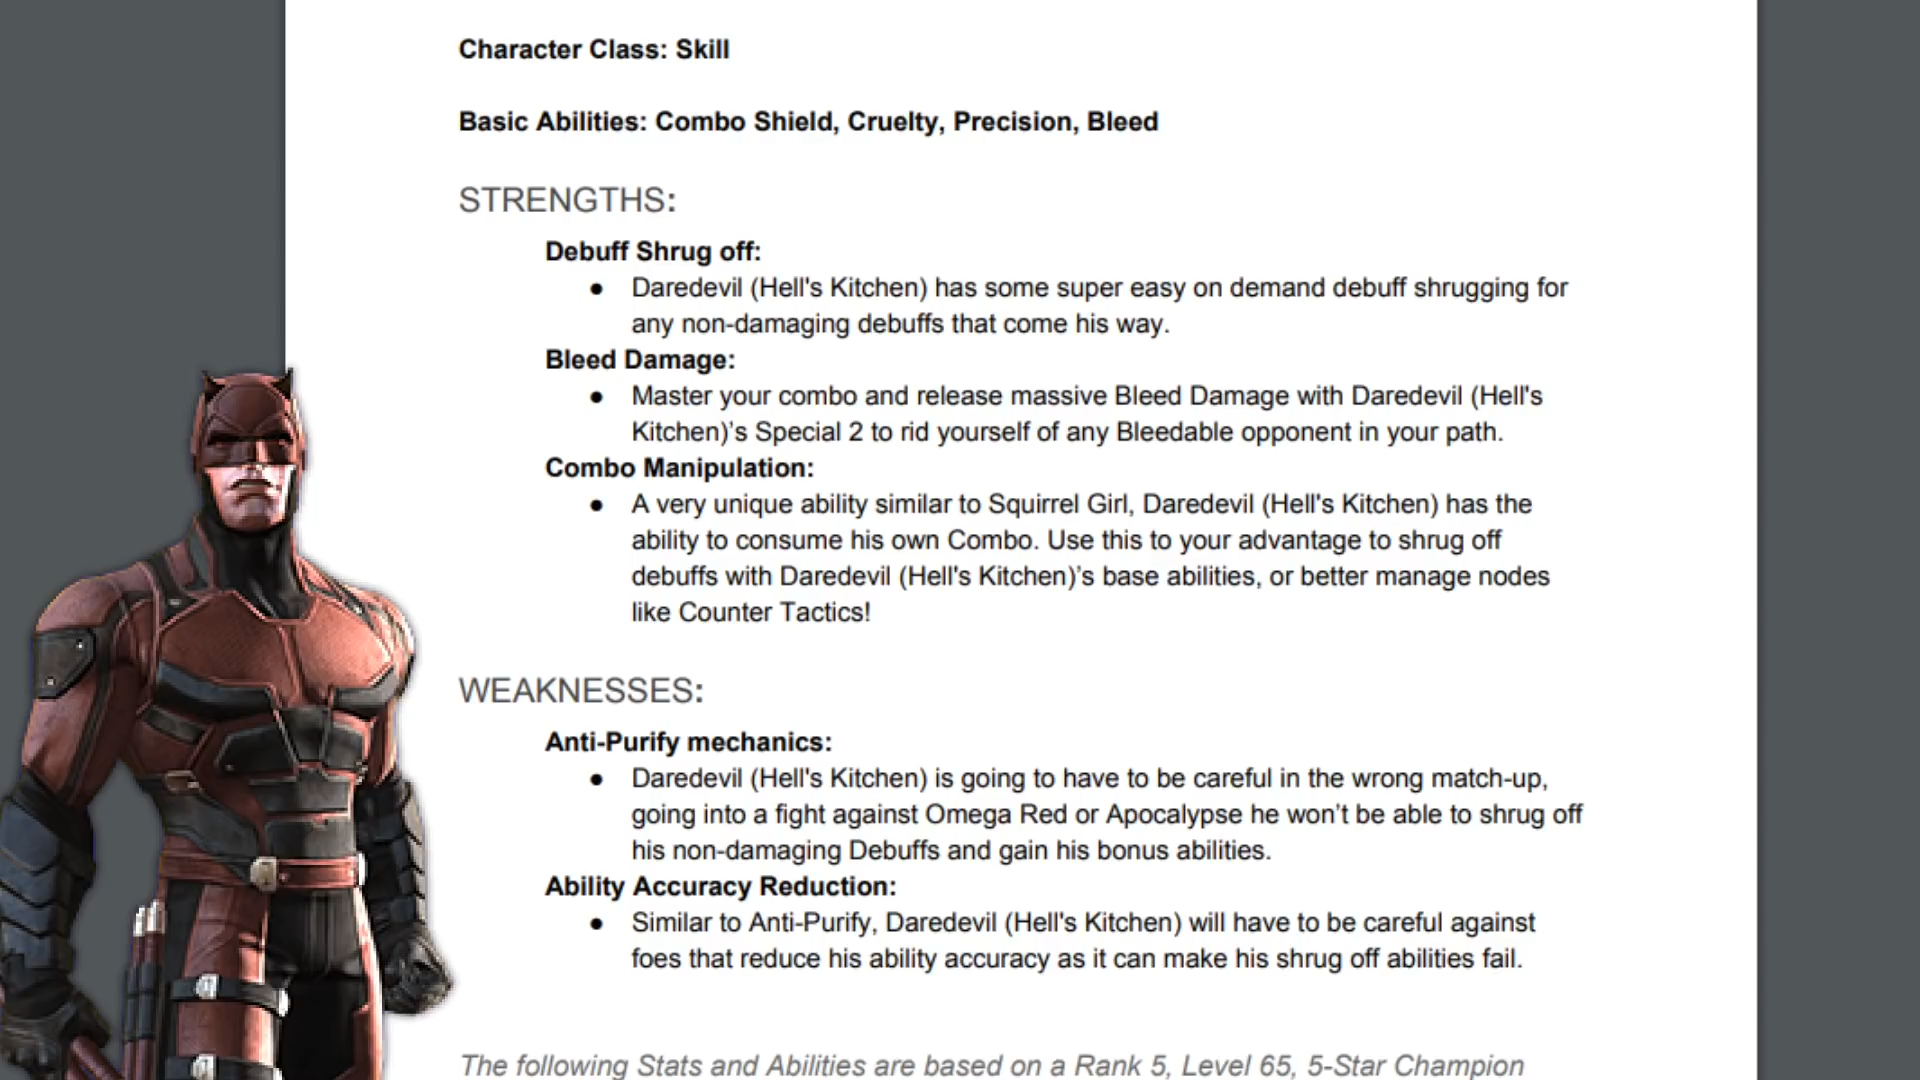 Character Class: Skill
Basic Abilities: Combo Shield, Cruelty, Precision, Bleed
STRENGTHS:
Debuff Shrug off:
● Daredevil (Hell's Kitchen) has some super easy on demand debuff shrugging for
any non-damaging debuffs that come his way.
Bleed Damage:
● Master your combo and release massive Bleed Damage with Daredevil (Hell's
Kitchen)’s Special 2 to rid yourself of any Bleedable opponent in your path.
Combo Manipulation:
● A very unique ability similar to Squirrel Girl, Daredevil (Hell's Kitchen) has the
ability to consume his own Combo. Use this to your advantage to shrug off
debuffs with Daredevil (Hell's Kitchen)’s base abilities, or better manage nodes
like Counter Tactics!
WEAKNESSES:
Anti-Purify mechanics:
● Daredevil (Hell's Kitchen) is going to have to be careful in the wrong match-up,
going into a fight against Omega Red or Apocalypse he won’t be able to shrug off
his non-damaging Debuffs and gain his bonus abilities.
Ability Accuracy Reduction:
● Similar to Anti-Purify, Daredevil (Hell's Kitchen) will have to be careful against
foes that reduce his ability accuracy as it can make his shrug off abilities fail.
The following Stats and Abilities are based on a Rank 5, Level 65, 5-Star Champion